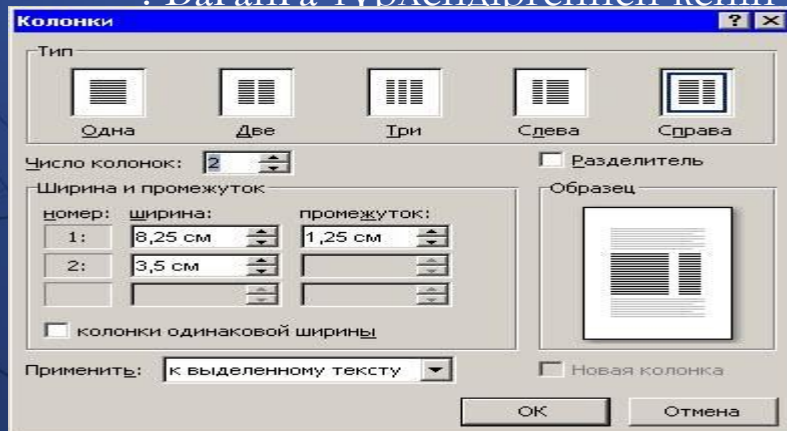 Колонки
Тип
Одна Две Три Слева Справа
Число колонок: 2 Разделитель
Ширина и промежуток Образец
номер: ширина: промежуток:
1: 8,25 см 1,25 см
2: 3,5 см
колонки одинаковой ширины
Применить: к выделенному тексту Новая колонка
ОК Отмена